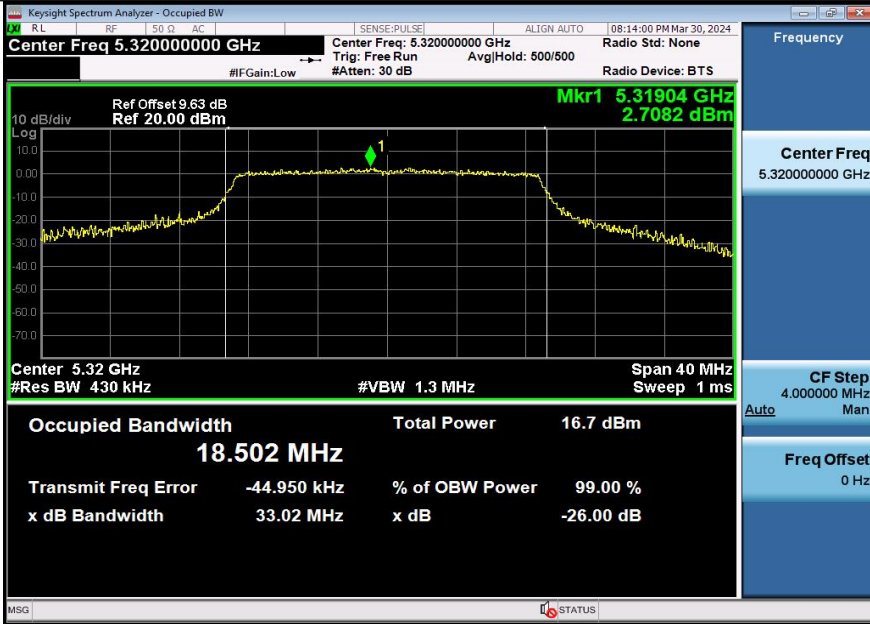 Keysight Spectrum Analyzer - Occupied BW
LXI RL RF 50 Ω AC SENSE:PULSE ALIGN AUTO 08:14:00 PM Mar 30, 2024
Center Freq 5.320000000 GHz
Center Freq: 5.320000000 GHz
Radio Std: None
Trig: Free Run Avg|Hold: 500/500
#IFGain:Low
#Atten: 30 dB
Radio Device: BTS
Ref Offset 9.63 dB
Mkr1 5.31904 GHz
10 dB/div Ref 20.00 dBm
2.7082 dBm
Log
10.0
1
0.00
-10.0
-20.0
-30.0
-40.0
-50.0
-60.0
-70.0
Center 5.32 GHz
Span 40 MHz
#Res BW 430 kHz
#VBW 1.3 MHz
Sweep 1 ms
Occupied Bandwidth
Total Power 16.7 dBm
18.502 MHz
Transmit Freq Error -44.950 kHz
% of OBW Power 99.00 %
x dB Bandwidth 33.02 MHz
x dB -26.00 dB
Frequency
Center Freq
5.320000000 GHz
CF Step
4.000000 MHz
Auto Man
Freq Offset
0 Hz
MSG
STATUS